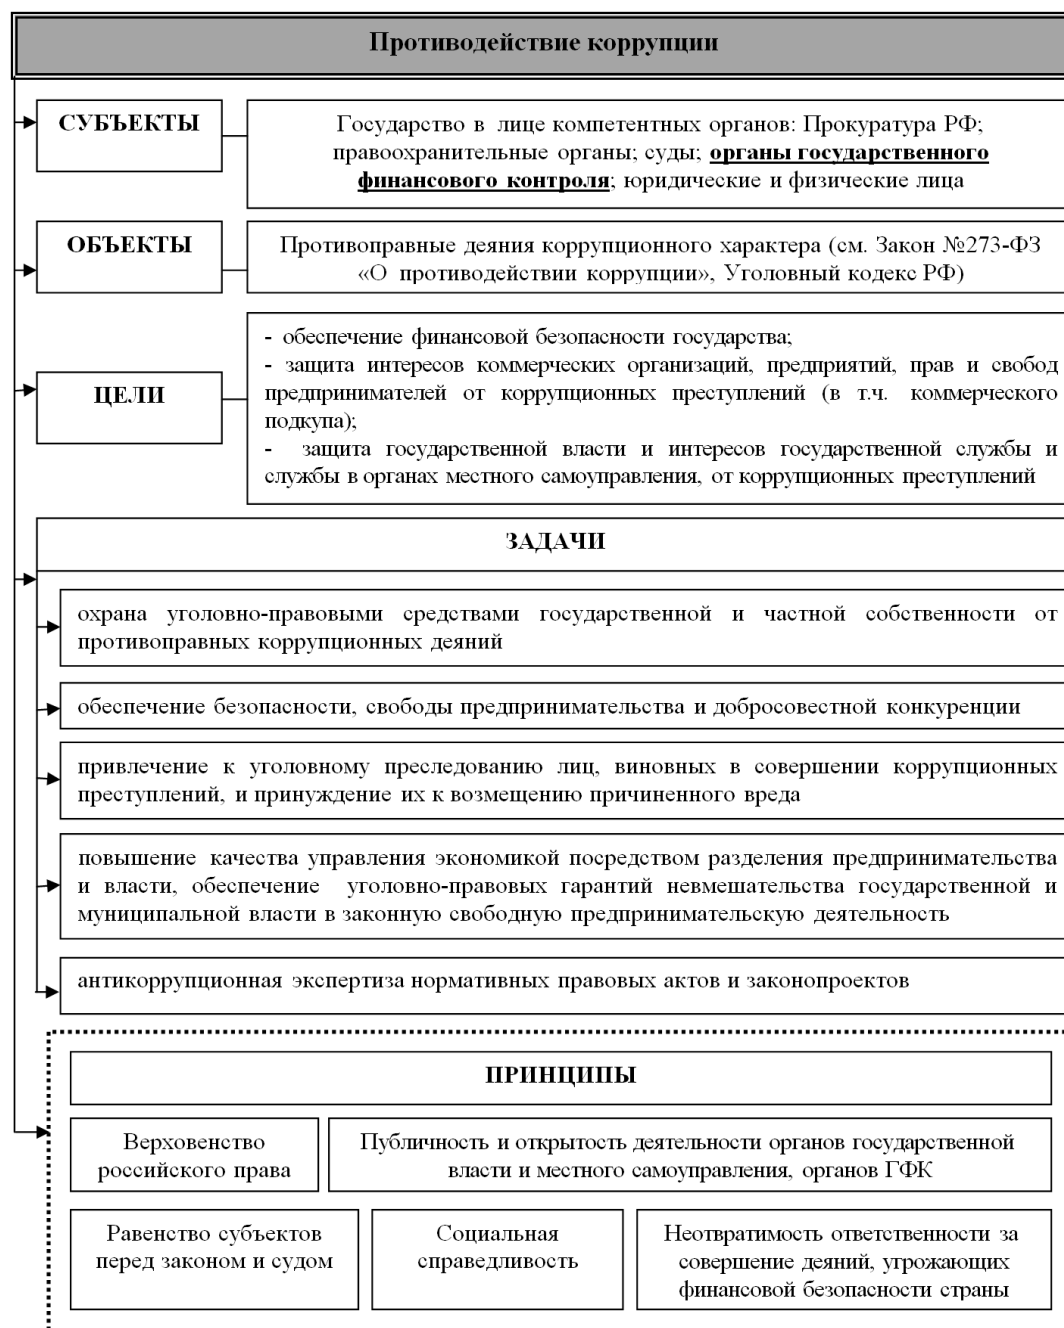 Противодействие коррупции
СУБЪЕКТЫ
Государство в лице компетентных органов: Прокуратура РФ;
правоохранительные органы; суды; органы государственного
финансового контроля; юридические и физические лица
ОБЪЕКТЫ
Противоправные деяния коррупционного характера (см. Закон №273-ФЗ
«О противодействии коррупции», Уголовный кодекс РФ)
ЦЕЛИ
- обеспечение финансовой безопасности государства;
- защита интересов коммерческих организаций, предприятий, прав и свобод
предпринимателей от коррупционных преступлений (в т.ч. коммерческого
подкупа);
- защита государственной власти и интересов государственной службы и
службы в органах местного самоуправления, от коррупционных преступлений
ЗАДАЧИ
охрана уголовно-правовыми средствами государственной и частной собственности от
противоправных коррупционных деяний
обеспечение безопасности, свободы предпринимательства и добросовестной конкуренции
привлечение к уголовному преследованию лиц, виновных в совершении коррупционных
преступлений, и принуждение их к возмещению причиненного вреда
повышение качества управления экономикой посредством разделения предпринимательства
и власти, обеспечение уголовно-правовых гарантий невмешательства государственной и
муниципальной власти в законную свободную предпринимательскую деятельность
антикоррупционная экспертиза нормативных правовых актов и законопроектов
ПРИНЦИПЫ
Верховенство
российского права
Публичность и открытость деятельности органов государственной
власти и местного самоуправления, органов ГФК
Равенство субъектов
перед законом и судом
Социальная
справедливость
Неотвратимость ответственности за
совершение деяний, угрожающих
финансовой безопасности страны